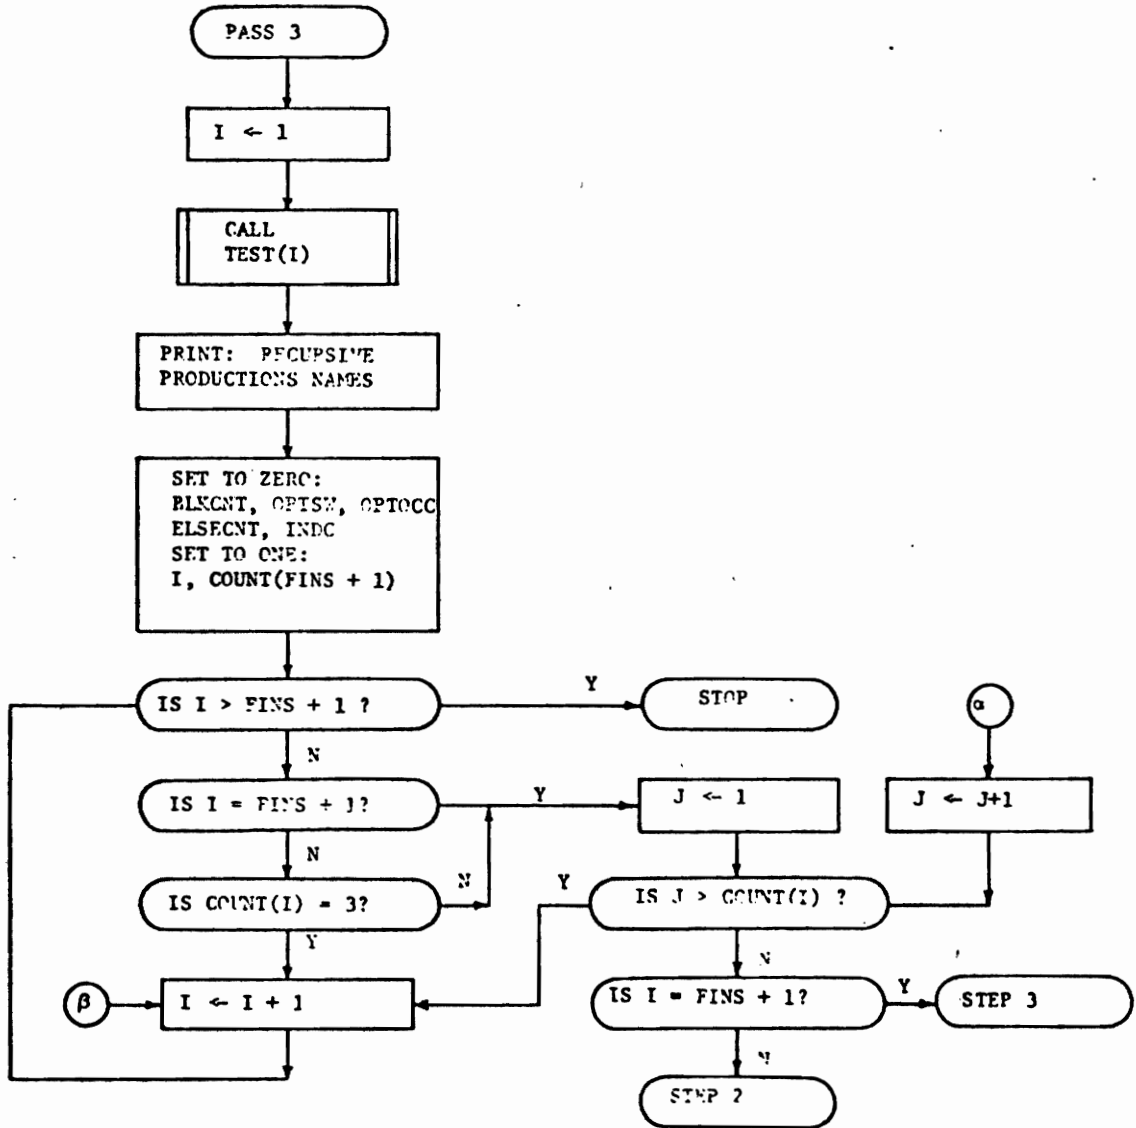 PASS 3
I ← 1
CALL
TEST(I)
PRINT: RECURSIVE
PRODUCTIONS NAMES
SET TO ZERO:
BLKCNT, OPTSW, OPTOCC
ELSECNT, INDC
SET TO ONE:
I, COUNT(FINS + 1)
IS I > FINS + 1 ?
Y
STOP
α
N
IS I = FINS + 1?
Y
J ← 1
J ← J+1
N
IS COUNT(I) = 3?
N
Y
IS J > COUNT(I) ?
Y
N
β
I ← I + 1
IS I = FINS + 1?
Y
STEP 3
N
STEP 2